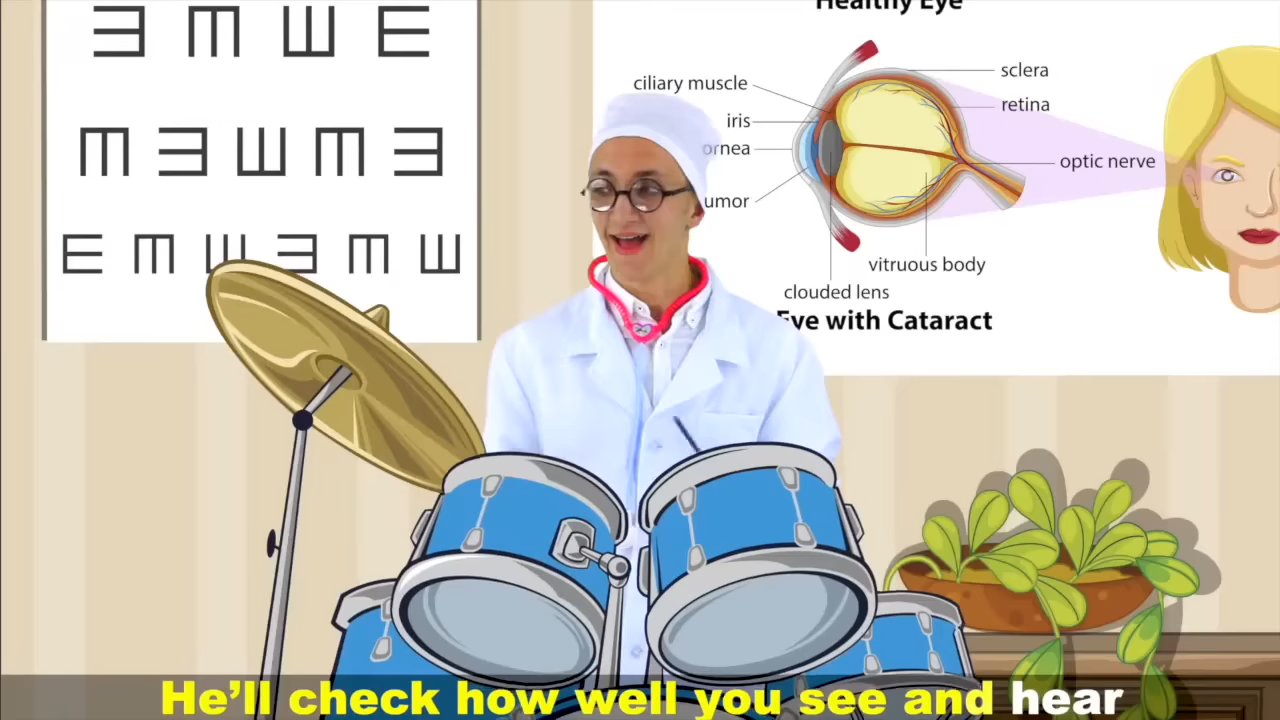 Ǝ m ш E
m Ǝ ш m Ǝ
E m ш Ǝ m ш
Healthy Eye
ciliary muscle
iris
ornea
umor
sclera
retina
optic nerve
vitruous body
clouded lens
Eye with Cataract
He'll check how well you see and hear